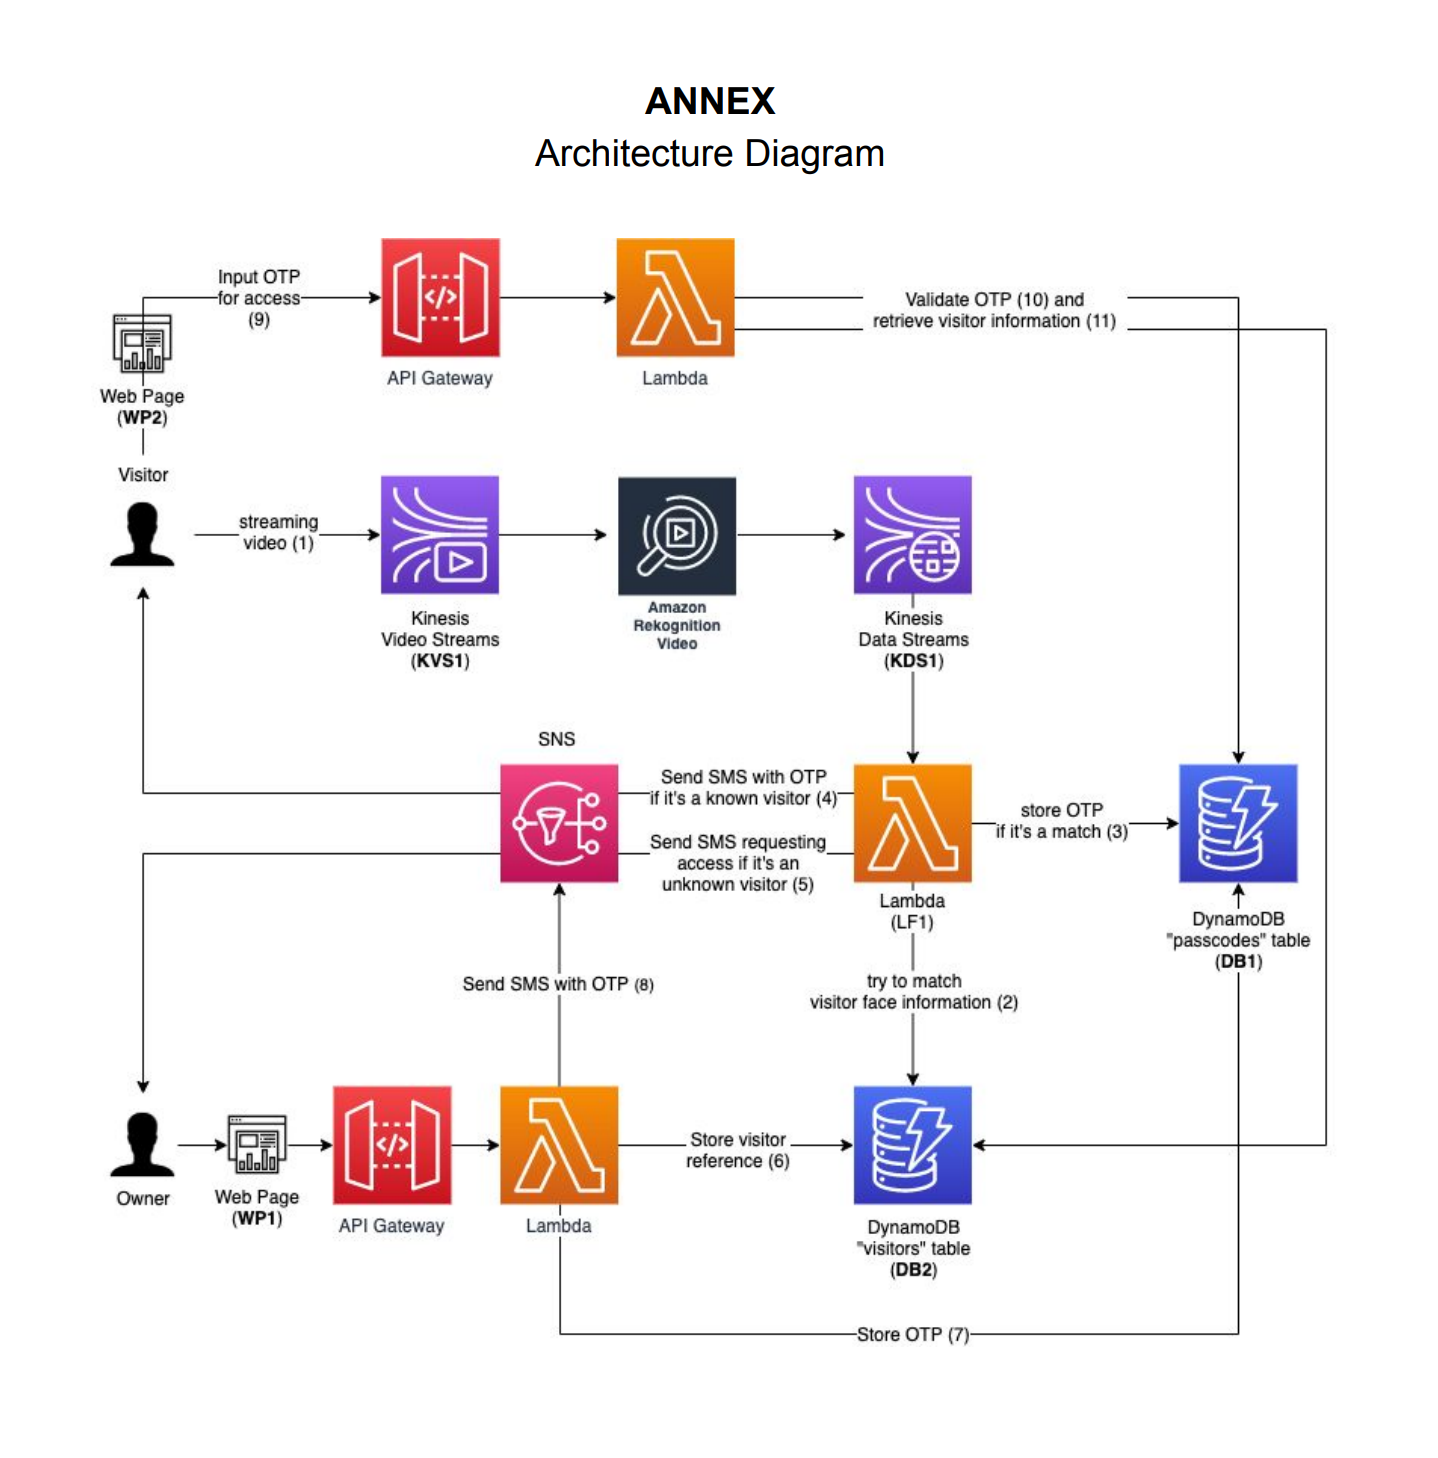 ANNEX
Architecture Diagram
Input OTP
for access
(9)
API Gateway
Lambda
Validate OTP (10) and
retrieve visitor information (11)
Web Page
(WP2)
Visitor
streaming
video (1)
Kinesis
Video Streams
(KVS1)
Amazon
Rekognition
Video
Kinesis
Data Streams
(KDS1)
SNS
Send SMS with OTP
if it's a known visitor (4)
Send SMS requesting
access if it's an
unknown visitor (5)
Lambda
(LF1)
store OTP
if it's a match (3)
DynamoDB
"passcodes" table
(DB1)
Send SMS with OTP (8)
try to match
visitor face information (2)
Owner
Web Page
(WP1)
API Gateway
Lambda
Store visitor
reference (6)
DynamoDB
"visitors" table
(DB2)
Store OTP (7)